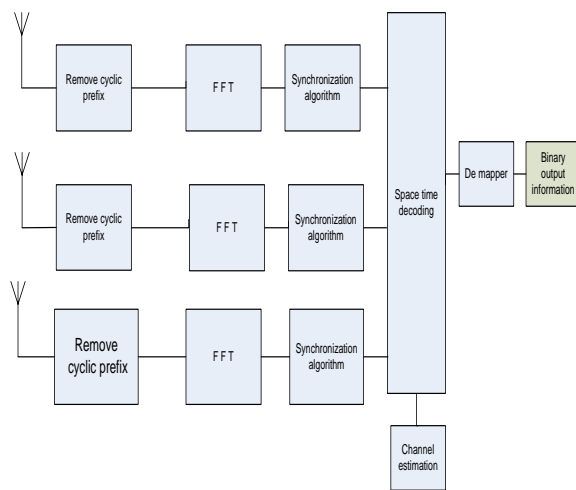 Remove cyclic
prefix
F F T
Synchronization
algorithm
Remove cyclic
prefix
F F T
Synchronization
algorithm
Remove
cyclic prefix
F F T
Synchronization
algorithm
Space time
decoding
De mapper
Binary
output
information
Channel
estimation